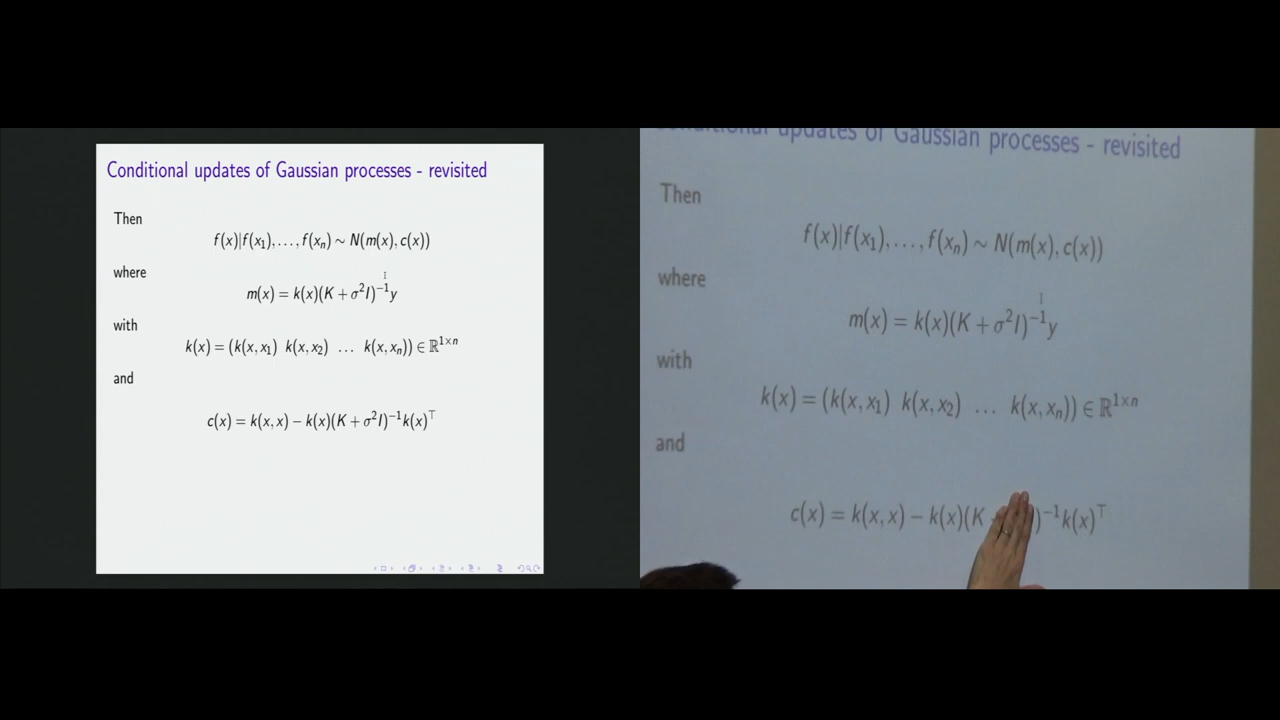 Conditional updates of Gaussian processes - revisited
Then
f(x)|f(x₁),…,f(xₙ) ∼ N(m(x),c(x))
where
m(x) = k(x)(K + σ²I)⁻¹y
with
k(x) = (k(x,x₁) k(x,x₂) … k(x,xₙ)) ∈ ℝ¹ˣⁿ
and
c(x) = k(x,x) − k(x)(K + σ²I)⁻¹k(x)ᵀ
Conditional updates of Gaussian processes - revisited
Then
f(x)|f(x₁),…,f(xₙ) ∼ N(m(x),c(x))
where
m(x) = k(x)(K + σ²I)⁻¹y
with
k(x) = (k(x,x₁) k(x,x₂) … k(x,xₙ)) ∈ ℝ¹ˣⁿ
and
c(x) = k(x,x) − k(x)(K )⁻¹k(x)ᵀ